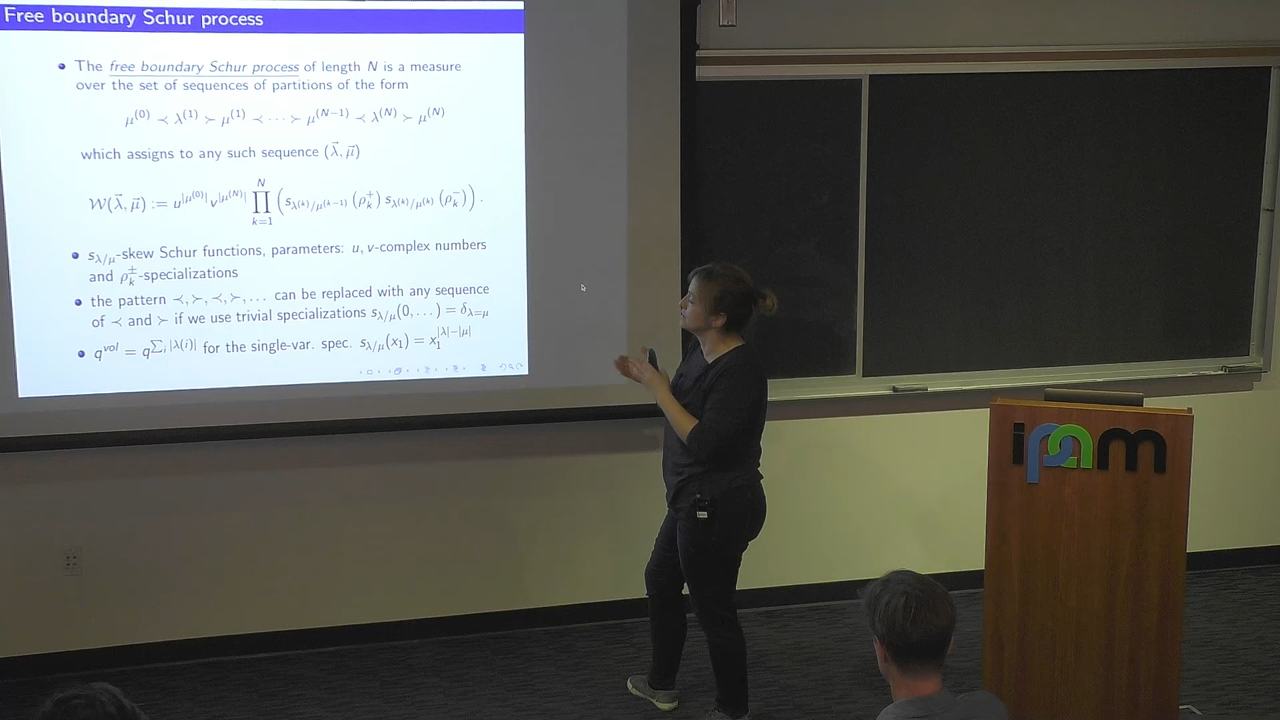 Free boundary Schur process
• The free boundary Schur process of length N is a measure
over the set of sequences of partitions of the form
μ⁽⁰⁾ ≺ λ⁽¹⁾ ≻ μ⁽¹⁾ ≺ ⋯ ≻ μ⁽ᴺ⁻¹⁾ ≺ λ⁽ᴺ⁾ ≻ μ⁽ᴺ⁾
which assigns to any such sequence (λ⃗, μ⃗)
𝒲(λ⃗, μ⃗) := u^{|μ^{(0)}|} v^{|μ^{(N)}|} ∏_{k=1}^{N} (s_{λ^{(k)}/μ^{(k−1)}} (ρ_k^+) s_{λ^{(k)}/μ^{(k)}} (ρ_k^−)).
• s_{λ/μ}-skew Schur functions, parameters: u, v-complex numbers
and ρ_k^±-specializations
• the pattern ≺, ≻, ≺, ≻, … can be replaced with any sequence
of ≺ and ≻ if we use trivial specializations s_{λ/μ}(0, …) = δ_{λ=μ}
• q^{vol} = q^{∑_i |λ(i)|} for the single-var. spec. s_{λ/μ}(x_1) = x_1^{|λ|−|μ|}
ipam